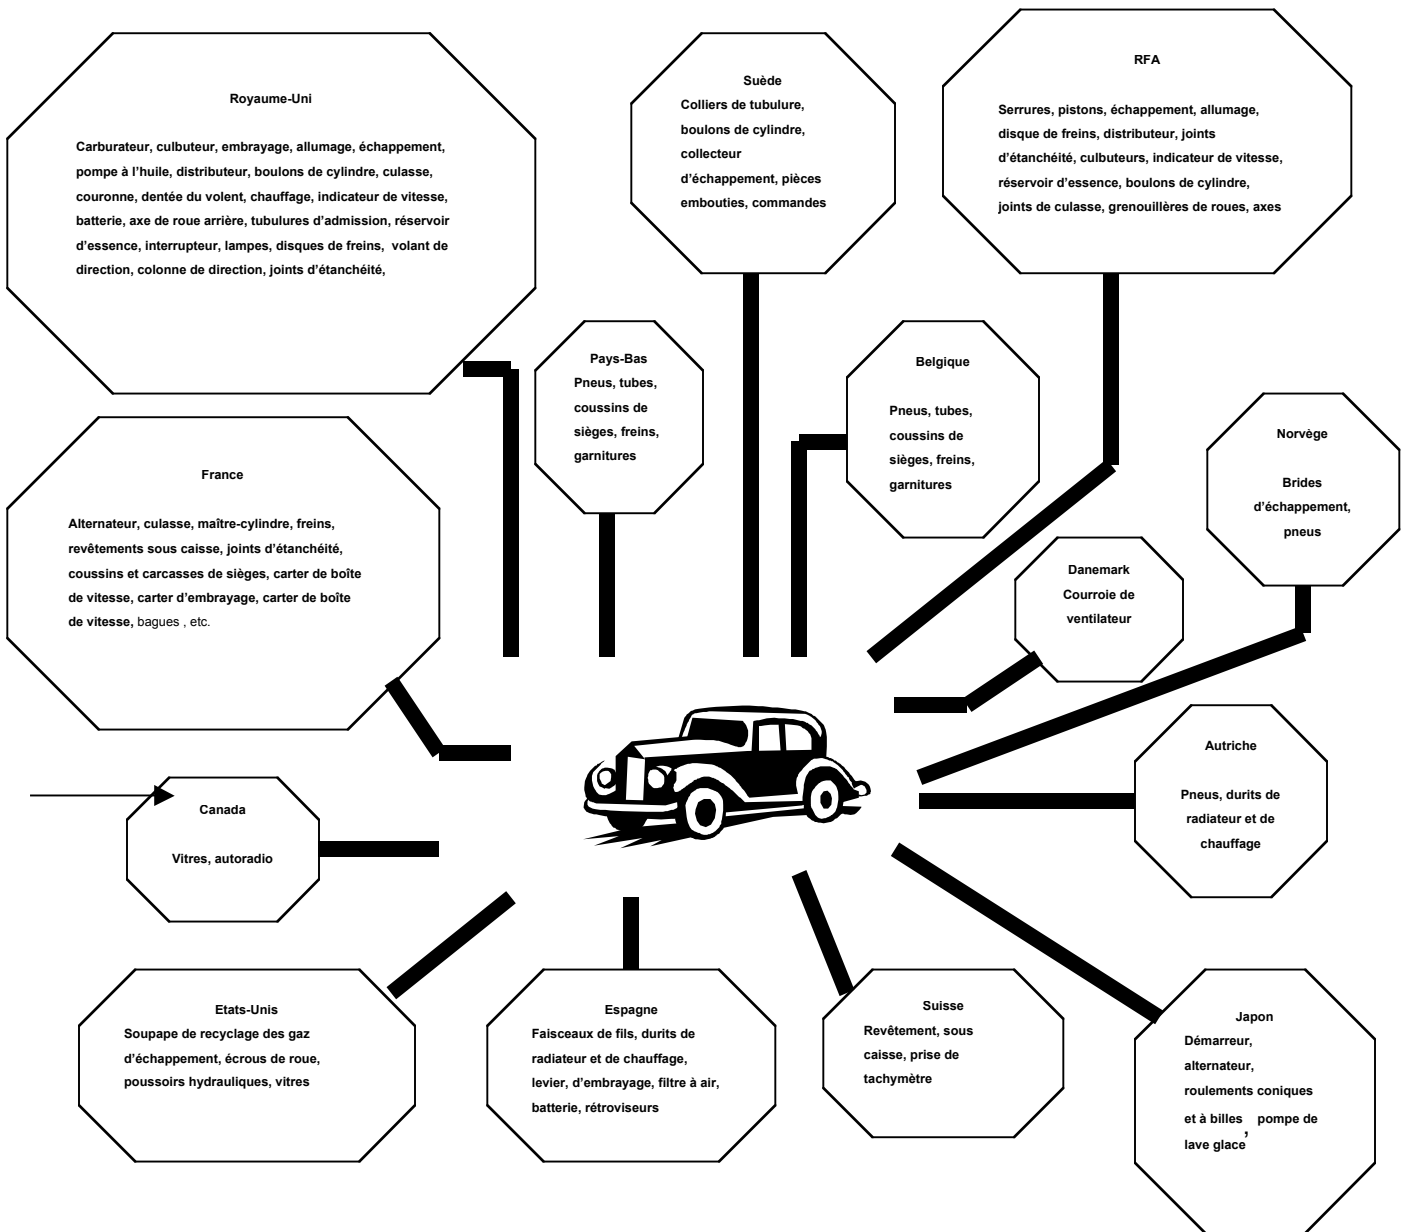 Royaume-Uni
Carburateur, culbuteur, embrayage, allumage, échappement,
pompe à l'huile, distributeur, boulons de cylindre, culasse,
couronne, dentée du volent, chauffage, indicateur de vitesse,
batterie, axe de roue arrière, tubulures d'admission, réservoir
d'essence, interrupteur, lampes, disques de freins, volant de
direction, colonne de direction, joints d'étanchéité,
Suède
Colliers de tubulure,
boulons de cylindre,
collecteur
d'échappement, pièces
embouties, commandes
RFA
Serrures, pistons, échappement, allumage,
disque de freins, distributeur, joints
d'étanchéité, culbuteurs, indicateur de vitesse,
réservoir d'essence, boulons de cylindre,
joints de culasse, grenouillères de roues, axes
Pays-Bas
Pneus, tubes,
coussins de
sièges, freins,
garnitures
Belgique
Pneus, tubes,
coussins de
sièges, freins,
garnitures
Norvège
Brides
d'échappement,
pneus
France
Alternateur, culasse, maître-cylindre, freins,
revêtements sous caisse, joints d'étanchéité,
coussins et carcasses de sièges, carter de boîte
de vitesse, carter d'embrayage, carter de boîte
de vitesse, bagues , etc.
Danemark
Courroie de
ventilateur
Autriche
Pneus, durits de
radiateur et de
chauffage
Canada
Vitres, autoradio
Etats-Unis
Soupape de recyclage des gaz
d'échappement, écrous de roue,
poussoirs hydrauliques, vitres
Espagne
Faisceaux de fils, durits de
radiateur et de chauffage,
levier, d'embrayage, filtre à air,
batterie, rétroviseurs
Suisse
Revêtement, sous
caisse, prise de
tachymètre
Japon
Démarreur,
alternateur,
roulements coniques
et à billes, pompe de
lave glace